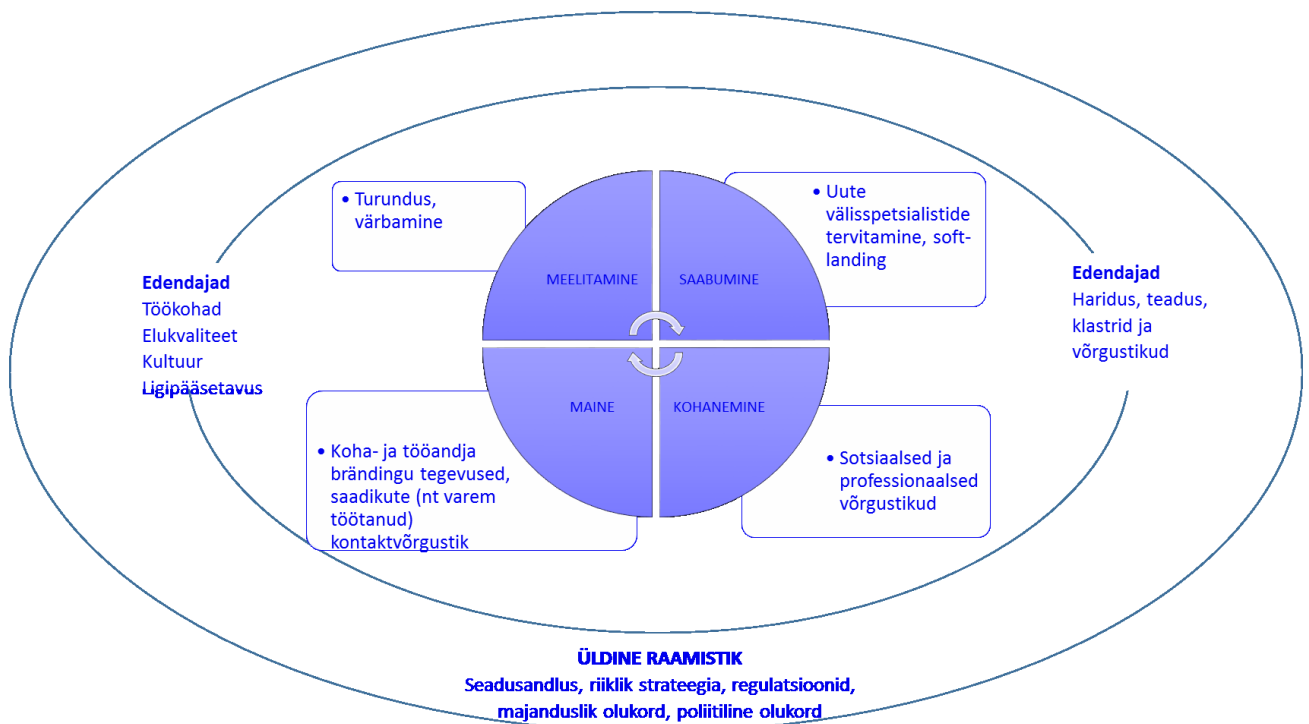 • Turundus,
värbamine
• Uute
välisspetsialistide
tervitamine, soft-
landing
MEELITAMINE
SAABUMINE
Edendajad
Töökohad
Elukvaliteet
Kultuur
Ligipääsetavus
Edendajad
Haridus, teadus,
klastrid ja
võrgustikud
MAINE
KOHANEMINE
• Koha- ja tööandja
brändingu tegevused,
saadikute (nt varem
töötanud)
kontaktvõrgustik
• Sotsiaalsed ja
professionaalsed
võrgustikud
ÜLDINE RAAMISTIK
Seadusandlus, riiklik strateegia, regulatsioonid,
majanduslik olukord, poliitiline olukord